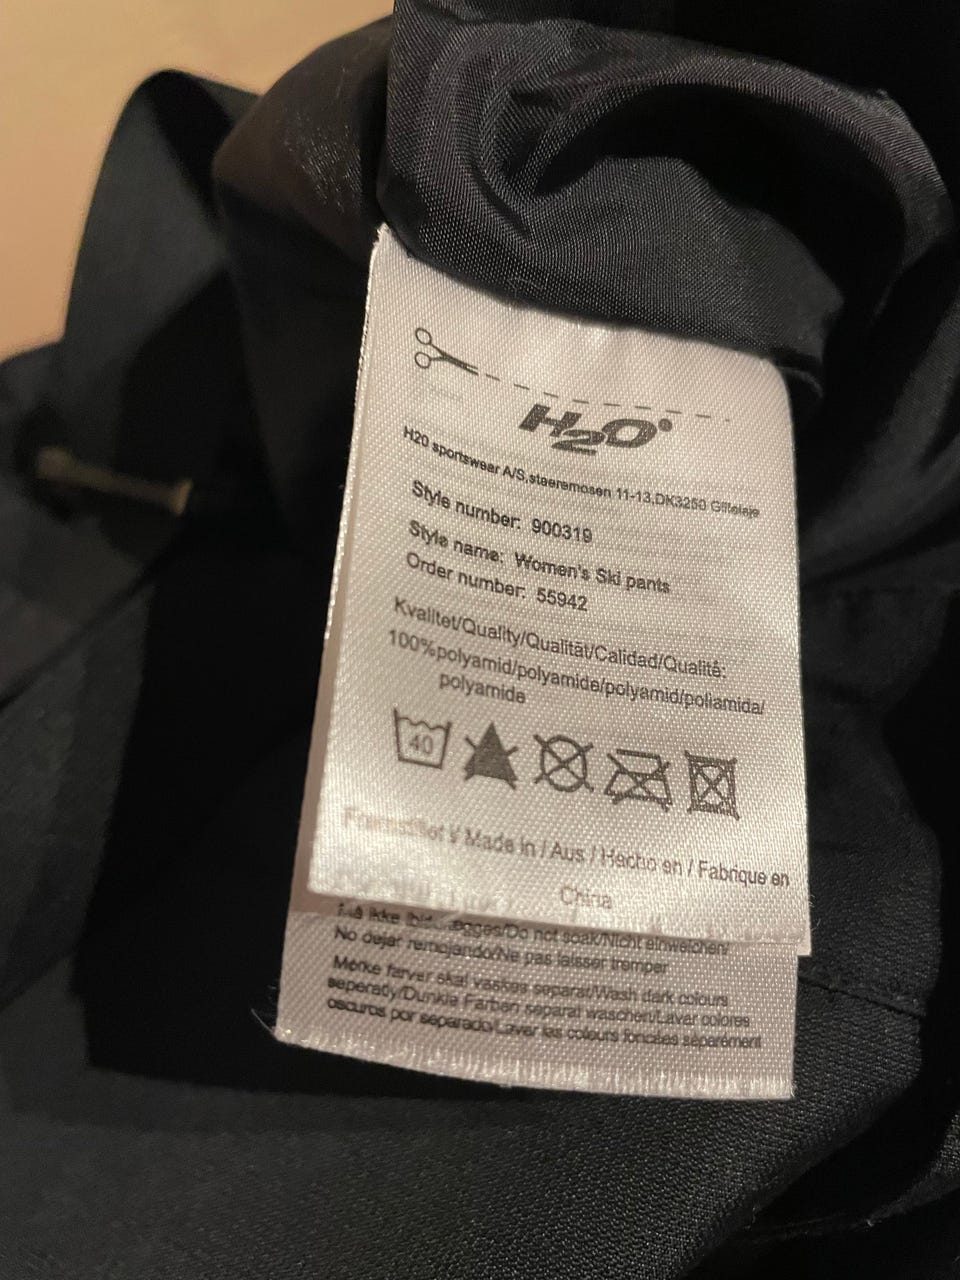 H2O
H20 sportswear A/S,stæremosen 11-13,DK3250 Gilleleje
Style number: 900319
Style name: Women's Ski pants
Order number: 55942
Kvalitet/Quality/Qualität/Calidad/Qualité:
100%polyamid/polyamide/polyamid/poliamida/
polyamide
40
Fremstillet i/ Made in / Aus / Hecho en / Fabrique en
China
Må ikke iblødlægges/Do not soak/Nicht einweichen/
No dejar remojando/Ne pas laisser tremper
Mørke farver skal vaskes separat/Wash dark colours
seperatly/Dunkle Farben separat waschen/Lavar colores
oscuros por separado/Laver les colours foncées séparément